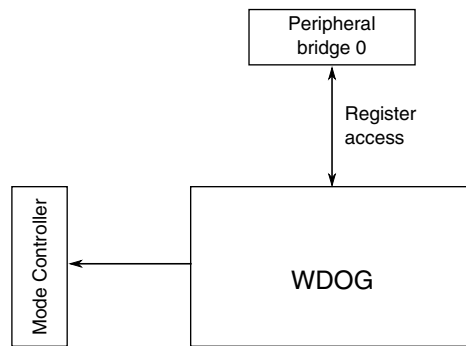 Peripheral
bridge 0
Register
access
Mode Controller
WDOG